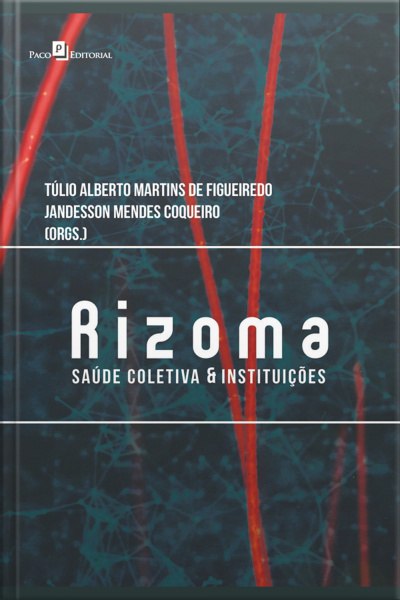 PACO P EDITORIAL
TÚLIO ALBERTO MARTINS DE FIGUEIREDO
JANDESSON MENDES COQUEIRO
(ORGS.)
Rizoma
SAÚDE COLETIVA & INSTITUIÇÕES